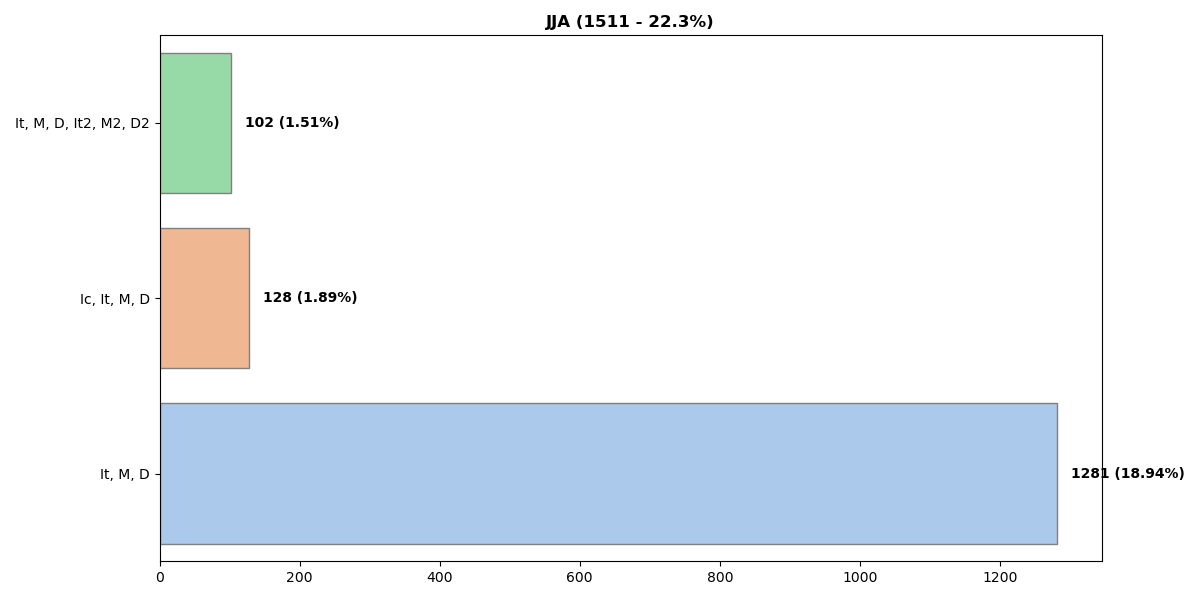 JJA (1511 - 22.3%)
It, M, D, It2, M2, D2
102 (1.51%)
Ic, It, M, D
128 (1.89%)
It, M, D
1281 (18.94%)
0 200 400 600 800 1000 1200